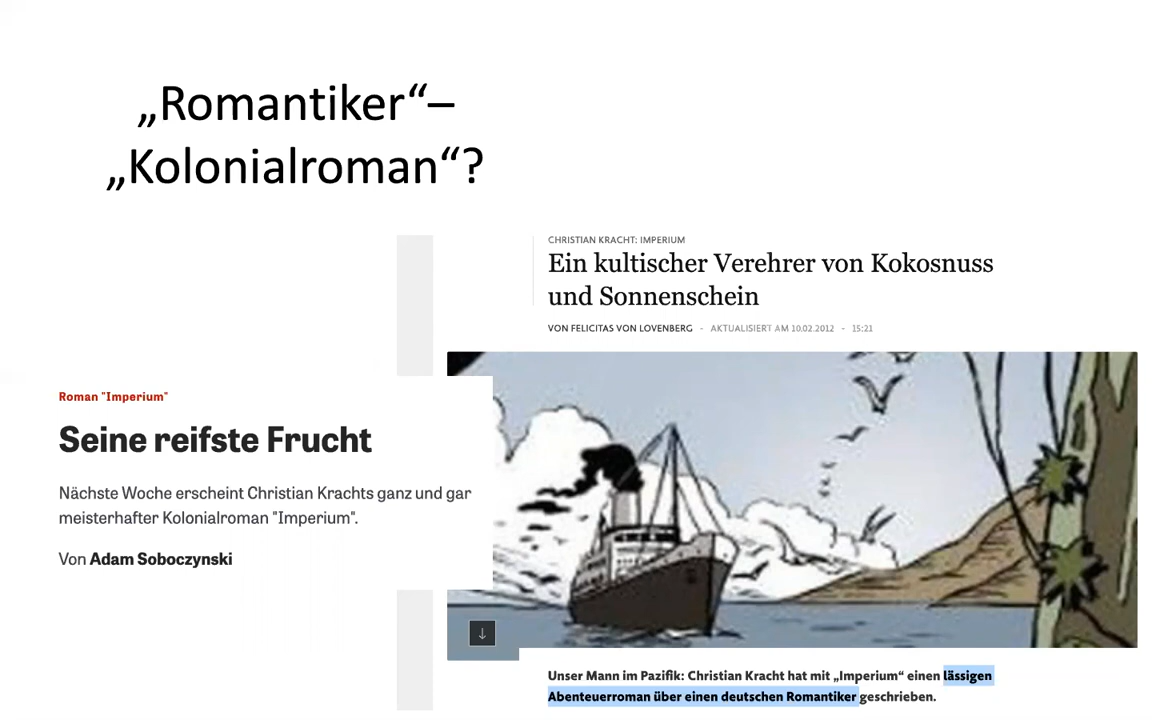 „Romantiker“–
„Kolonialroman“?
CHRISTIAN KRACHT: IMPERIUM
Ein kultischer Verehrer von Kokosnuss
und Sonnenschein
VON FELICITAS VON LOVENBERG - AKTUALISIERT AM 10.02.2012 - 15:21
Roman "Imperium"
Seine reifste Frucht
Nächste Woche erscheint Christian Krachts ganz und gar
meisterhafter Kolonialroman "Imperium".
Von Adam Soboczynski
Unser Mann im Pazifik: Christian Kracht hat mit „Imperium“ einen lässigen
Abenteuerroman über einen deutschen Romantiker geschrieben.